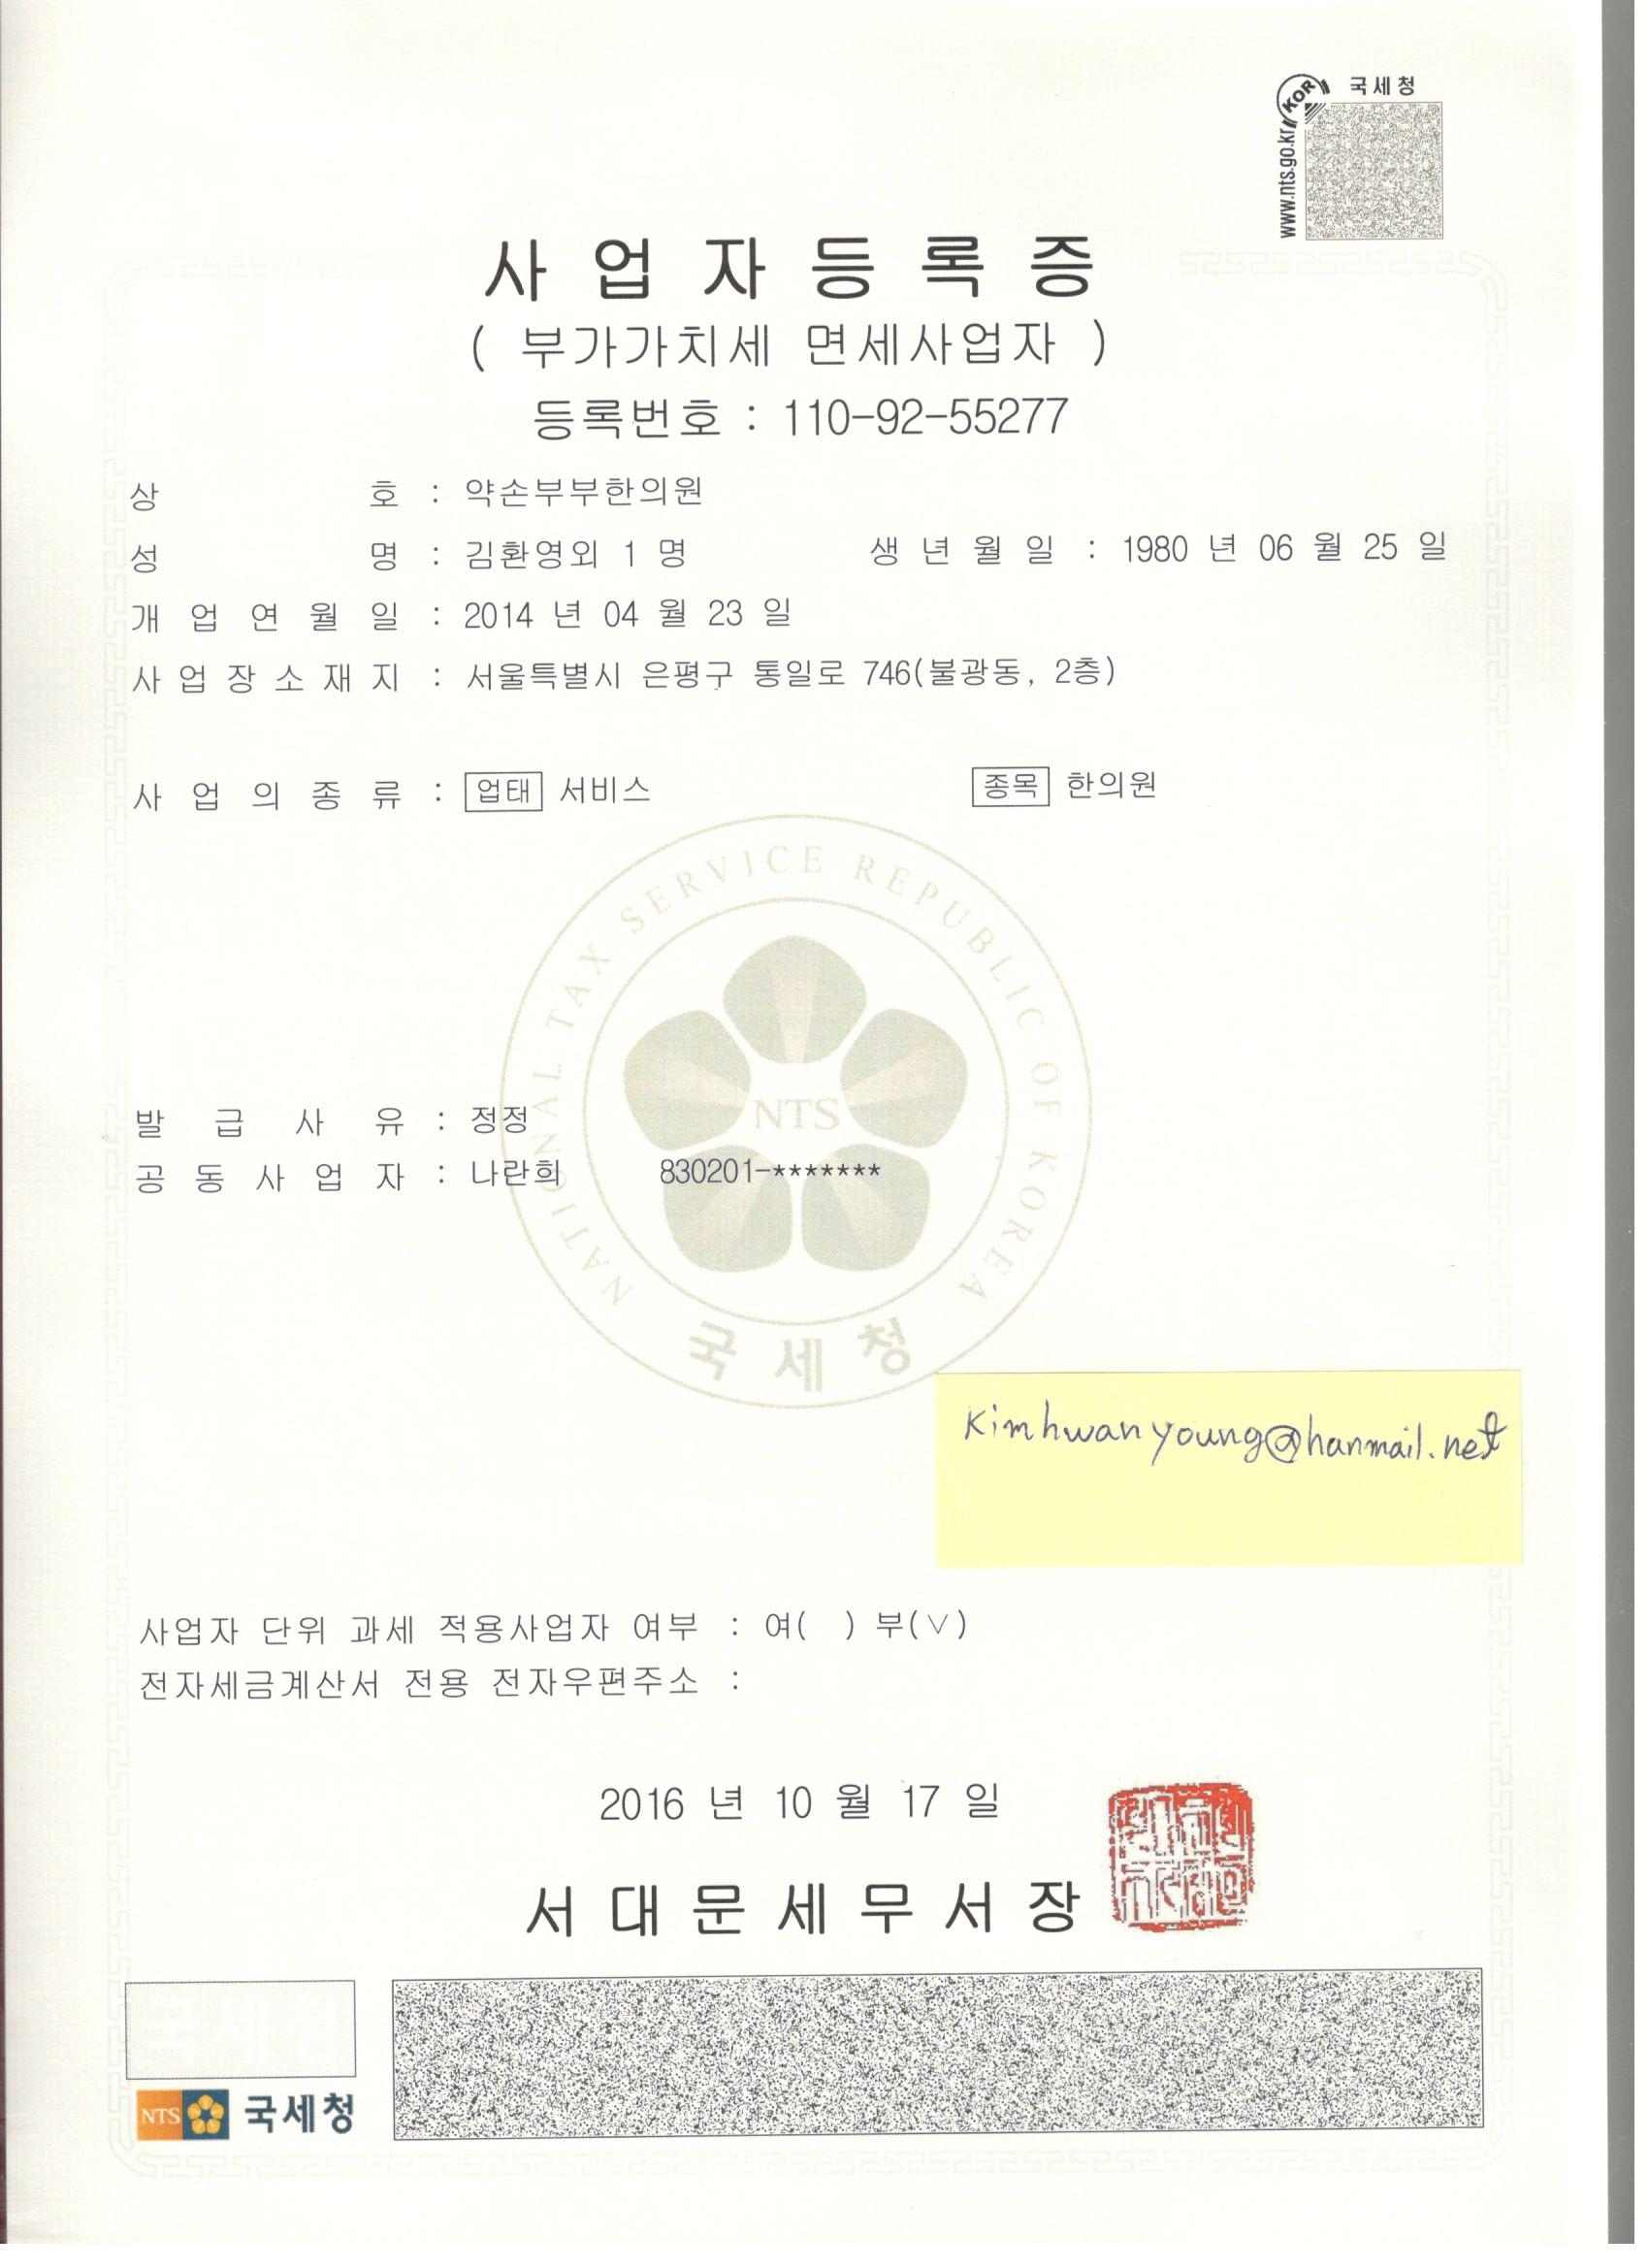 국세청
KOR
www.nts.go.kr
사업자등록증
( 부가가치세 면세사업자 )
등록번호 : 110-92-55277
상 호 : 약손부부한의원
성 명 : 김환영외 1 명 생 년 월 일 : 1980 년 06 월 25 일
개 업 연 월 일 : 2014 년 04 월 23 일
사 업 장 소 재 지 : 서울특별시 은평구 통일로 746(불광동, 2층)
사 업 의 종 류 : 업태 서비스 종목 한의원
NATIONAL TAX SERVICE REPUBLIC OF KOREA
NTS
발 급 사 유 : 정정
공 동 사 업 자 : 나란희 830201-*******
국세청
kimhwanyoung@hanmail.net
사업자 단위 과세 적용사업자 여부 : 여( ) 부(∨)
전자세금계산서 전용 전자우편주소 :
2016 년 10 월 17 일
서대문세무서장
NTS 국세청